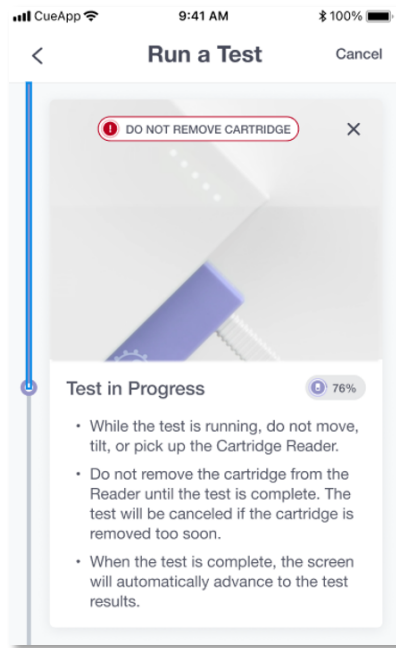 CueApp 9:41 AM 100%
Run a Test Cancel
DO NOT REMOVE CARTRIDGE
Test in Progress 76%
• While the test is running, do not move,
tilt, or pick up the Cartridge Reader.
• Do not remove the cartridge from the
Reader until the test is complete. The
test will be canceled if the cartridge is
removed too soon.
• When the test is complete, the screen
will automatically advance to the test
results.